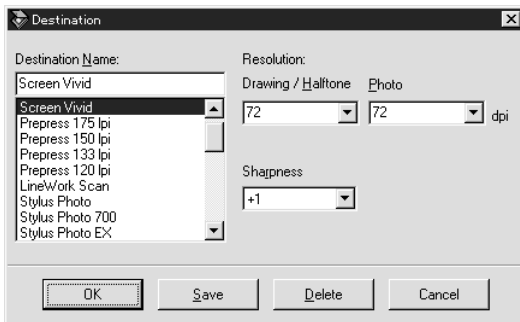 Destination
Destination Name:
Screen Vivid
Screen Vivid
Prepress 175 lpi
Prepress 150 lpi
Prepress 133 lpi
Prepress 120 lpi
LineWork Scan
Stylus Photo
Stylus Photo 700
Stylus Photo EX
Resolution:
Drawing / Halftone Photo
72 72 dpi
Sharpness
+1
OK Save Delete Cancel